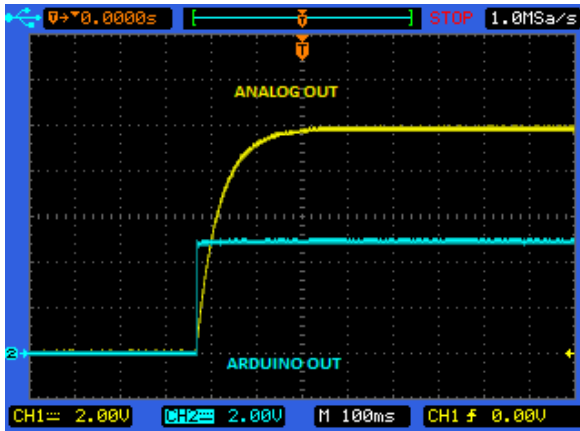 0.0000s T STOP 1.0MSa/s
T
ANALOG OUT
2
ARDUINO OUT
CH1 2.00V CH2 2.00V M 100ms CH1 0.00V